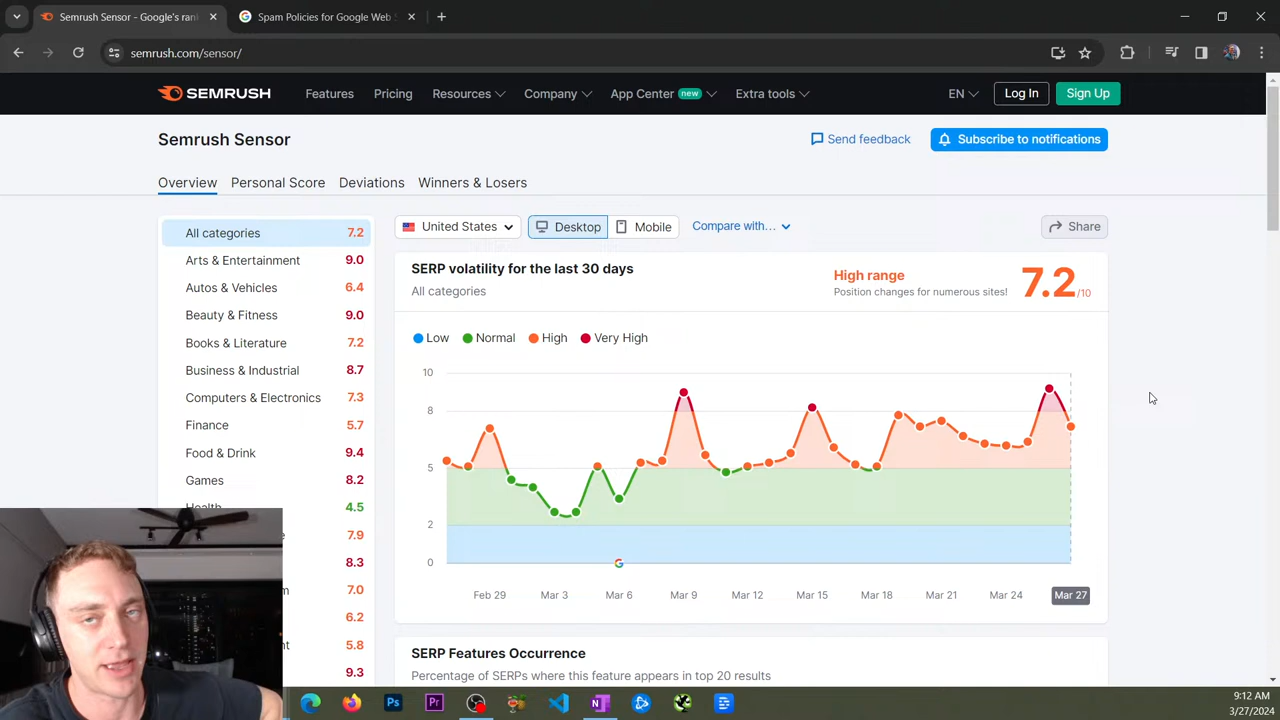 Semrush Sensor - Google's ran
Spam Policies for Google Web
semrush.com/sensor/
SEMRUSH
Features
Pricing
Resources
Company
App Center new
Extra tools
EN
Log In
Sign Up
Semrush Sensor
Send feedback
Subscribe to notifications
Overview
Personal Score
Deviations
Winners & Losers
All categories 7.2
Arts & Entertainment 9.0
Autos & Vehicles 6.4
Beauty & Fitness 9.0
Books & Literature 7.2
Business & Industrial 8.7
Computers & Electronics 7.3
Finance 5.7
Food & Drink 9.4
Games 8.2
Health 4.5
7.9
8.3
7.0
6.2
5.8
9.3
United States
Desktop
Mobile
Compare with...
Share
SERP volatility for the last 30 days
All categories
High range
Position changes for numerous sites!
7.2/10
Low
Normal
High
Very High
10
8
5
2
0
Feb 29
Mar 3
Mar 6
Mar 9
Mar 12
Mar 15
Mar 18
Mar 21
Mar 24
Mar 27
SERP Features Occurrence
Percentage of SERPs where this feature appears in top 20 results
Ps
Pr
N
9:12 AM
3/27/2024